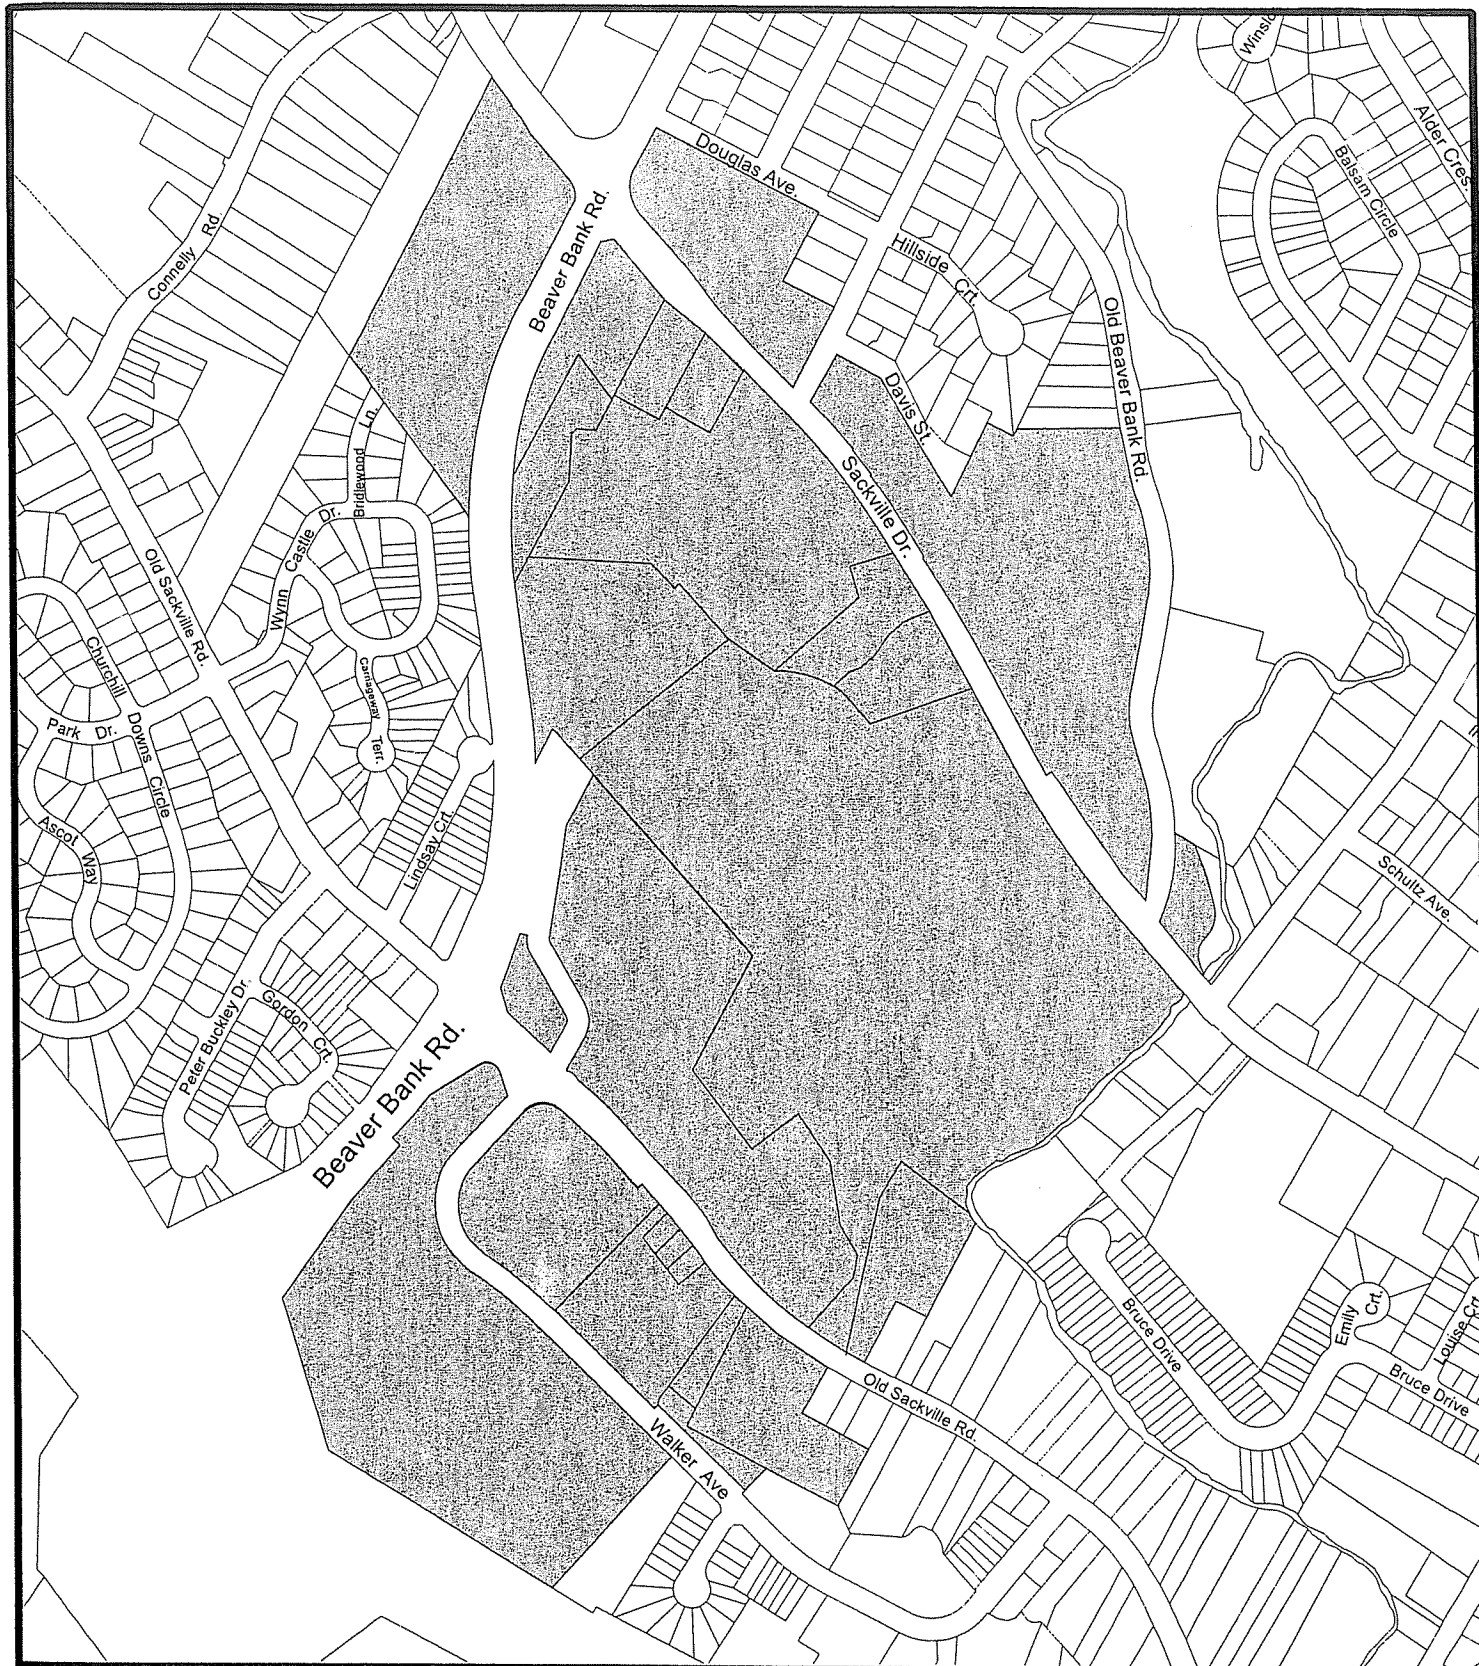 Alder Cres.
Balsam Circle
Douglas Ave.
Beaver Bank Rd.
Hillside Crt.
Connelly Rd.
Old Beaver Bank Rd.
Davis St.
Bridlewood Ln.
Sackville Dr.
Wynn Castle Dr.
Old Sackville Rd.
Churchill Downs Circle
Carriageway Terr.
Park Dr.
Ascot Way
Lindsay Crt.
Schultz Ave.
Peter Buckley Dr.
Gordon Crt.
Beaver Bank Rd.
Bruce Drive
Emily Crt.
Louise Crt.
Bruce Drive
Old Sackville Rd.
Walker Ave